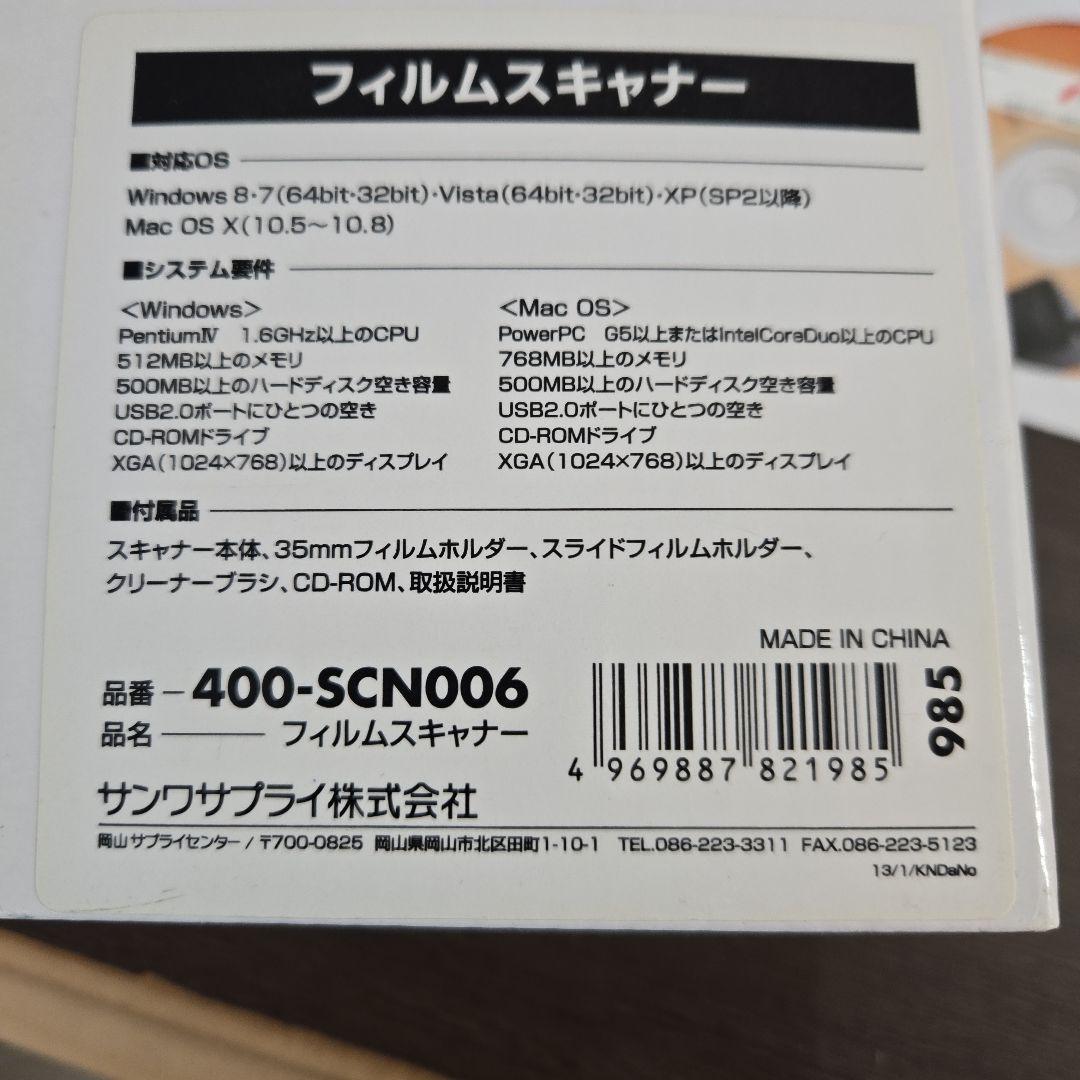 フィルムスキャナー
■対応OS
Windows 8・7(64bit・32bit)・Vista(64bit・32bit)・XP(SP2以降)
Mac OS X(10.5～10.8)
■システム要件
<Windows>
PentiumⅣ 1.6GHz以上のCPU
512MB以上のメモリ
500MB以上のハードディスク空き容量
USB2.0ポートにひとつの空き
CD-ROMドライブ
XGA(1024×768)以上のディスプレイ
<Mac OS>
PowerPC G5以上またはIntelCoreDuo以上のCPU
768MB以上のメモリ
500MB以上のハードディスク空き容量
USB2.0ポートにひとつの空き
CD-ROMドライブ
XGA(1024×768)以上のディスプレイ
■付属品
スキャナー本体、35mmフィルムホルダー、スライドフィルムホルダー、
クリーナーブラシ、CD-ROM、取扱説明書
MADE IN CHINA
品番－400-SCN006
品名―フィルムスキャナー
4 969887 821985
985
サンワサプライ株式会社
岡山サプライセンター/〒700-0825 岡山県岡山市北区田町1-10-1 TEL.086-223-3311 FAX.086-223-5123
13/1/KNDaNo